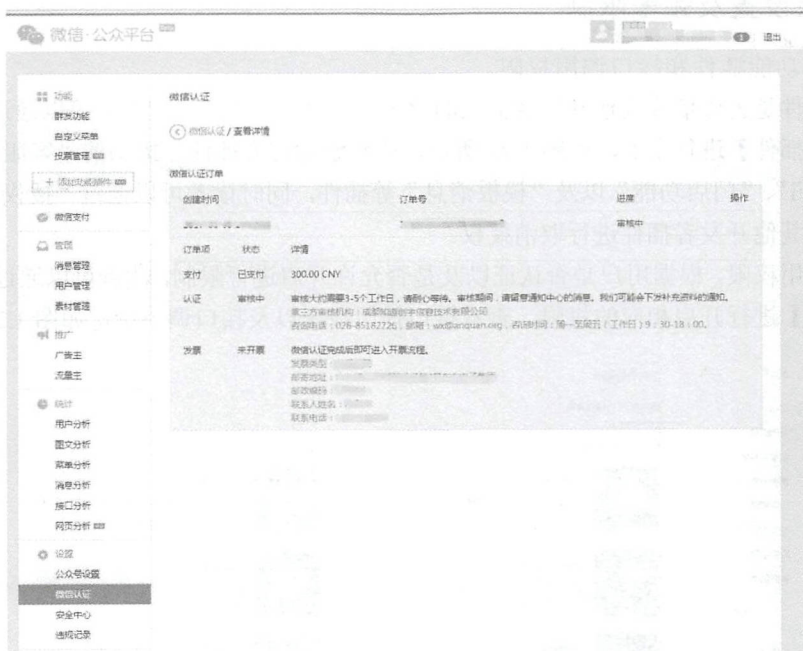 微信·公众平台
1 退出
功能
群发功能
自定义菜单
投票管理
+ 添加功能插件
微信支付
管理
消息管理
用户管理
素材管理
推广
广告主
流量主
统计
用户分析
图文分析
菜单分析
消息分析
接口分析
网页分析
设置
公众号设置
微信认证
安全中心
违规记录
微信认证
微信认证 / 查看详情
微信认证订单
创建时间 订单号 进度 操作
审核中
订单项 状态 详情
支付 已支付 300.00 CNY
认证 审核中 审核大约需要3-5个工作日,请耐心等待。审核期间,请留意通知中心的消息。我们可能会下发补充资料的通知。
第三方审核机构:成都知道创宇信息技术有限公司
咨询电话:028-85182726,邮箱:wx@anquan.org,咨询时间:周一至周五(工作日)9:30-18:00。
发票 未开票 微信认证完成后即可进入开票流程。
发票类型:
邮寄地址:
邮政编码:
联系人姓名:
联系电话: